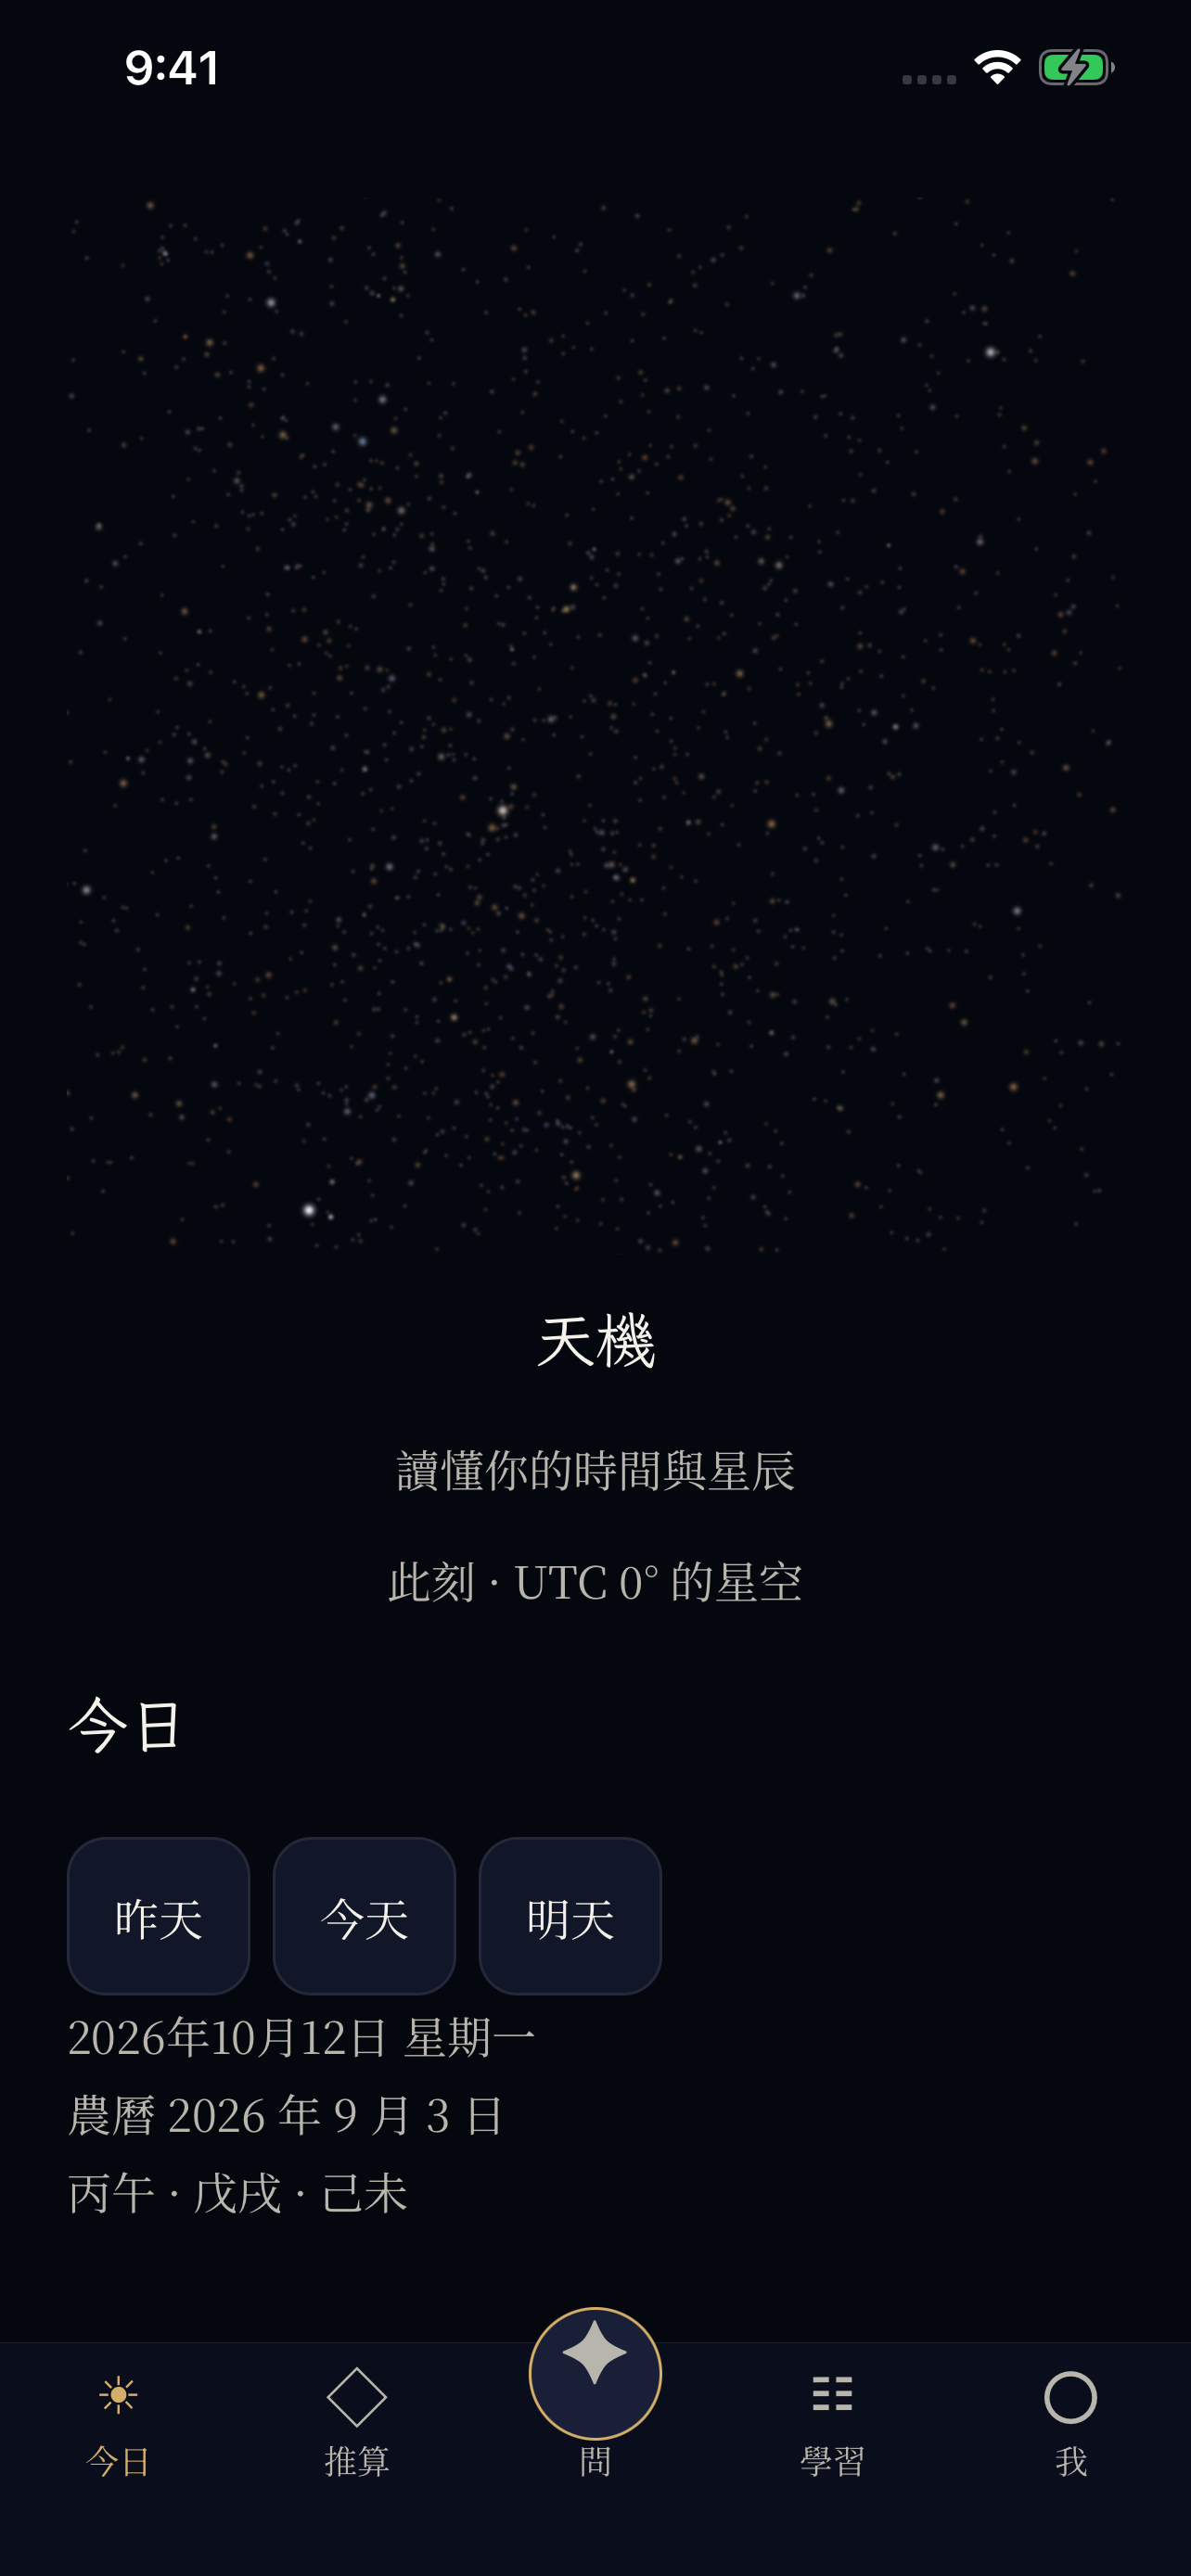 9:41
天機
讀懂你的時間與星辰
此刻 · UTC 0° 的星空
今日
昨天 今天 明天
2026年10月12日 星期一
農曆 2026 年 9 月 3 日
丙午 · 戊戌 · 己未
今日 推算 問 學習 我